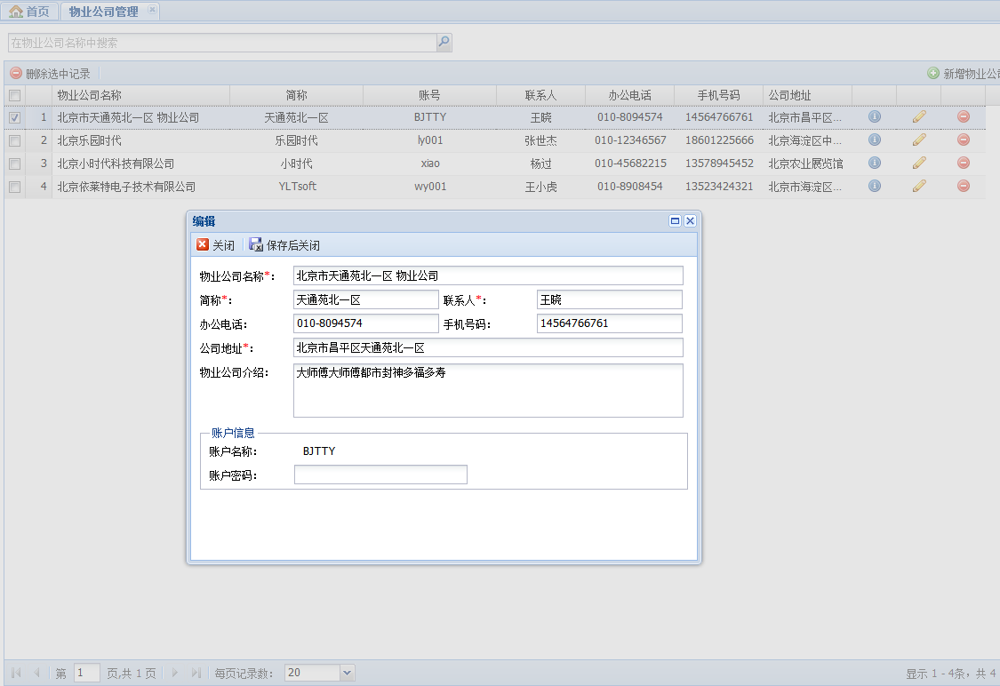 首页 物业公司管理
在物业公司名称中搜索
删除选中记录 新增物业公司
物业公司名称 简称 账号 联系人 办公电话 手机号码 公司地址
1 北京市天通苑北一区 物业公司 天通苑北一区 BJTTY 王晓 010-8094574 14564766761 北京市昌平区...
2 北京乐园时代 乐园时代 ly001 张世杰 010-12346567 18601225666 北京海淀区中...
3 北京小时代科技有限公司 小时代 xiao 杨过 010-45682215 13578945452 北京农业展览馆
4 北京依莱特电子技术有限公司 YLTsoft wy001 王小虎 010-8908454 13523424321 北京市海淀区...
编辑
关闭 保存后关闭
物业公司名称*: 北京市天通苑北一区 物业公司
简称*: 天通苑北一区 联系人*: 王晓
办公电话: 010-8094574 手机号码: 14564766761
公司地址*: 北京市昌平区天通苑北一区
物业公司介绍: 大师傅大师傅都市封神多福多寿
账户信息
账户名称: BJTTY
账户密码:
第 1 页,共 1 页 每页记录数: 20 显示 1 - 4条，共 4